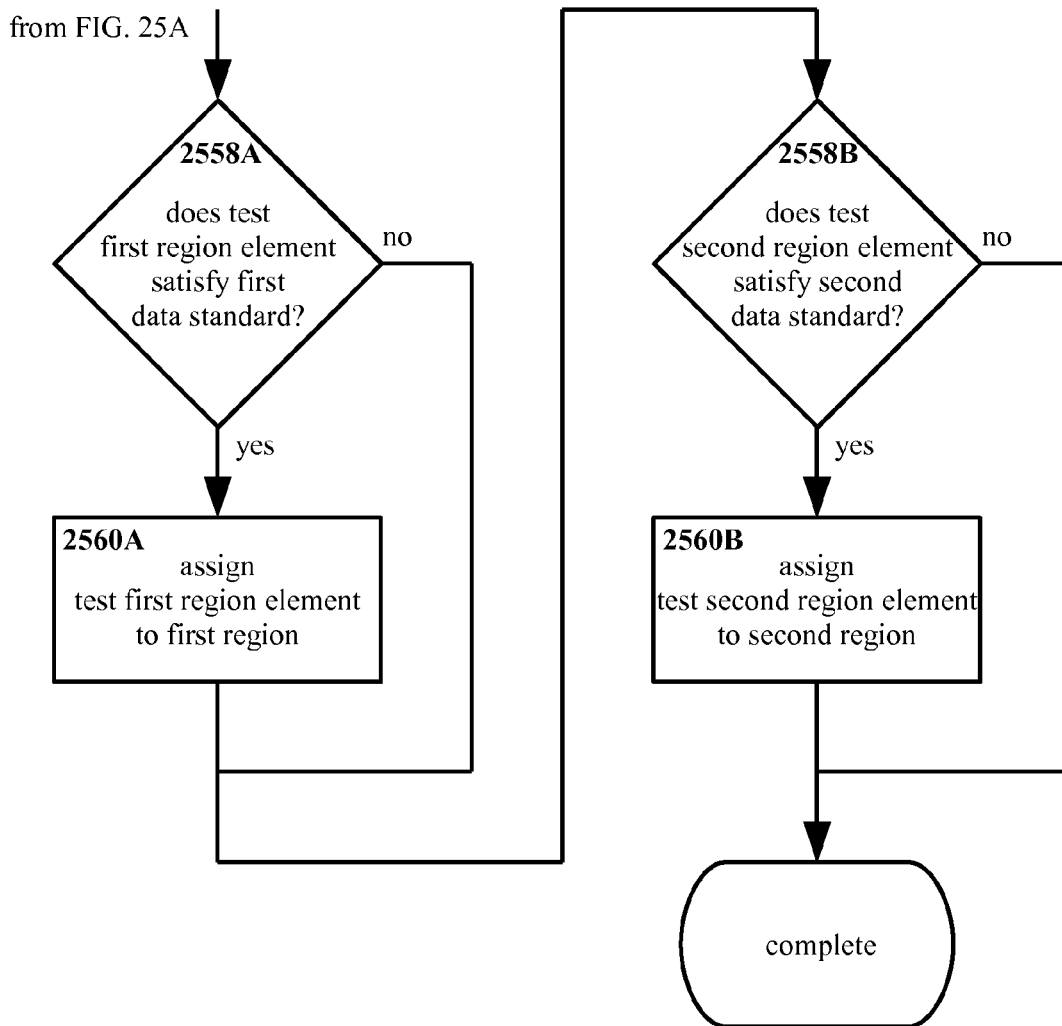 from FIG. 25A
2558A
does test
first region element
satisfy first
data standard?
no
yes
2560A
assign
test first region element
to first region
2558B
does test
second region element
satisfy second
data standard?
no
yes
2560B
assign
test second region element
to second region
complete